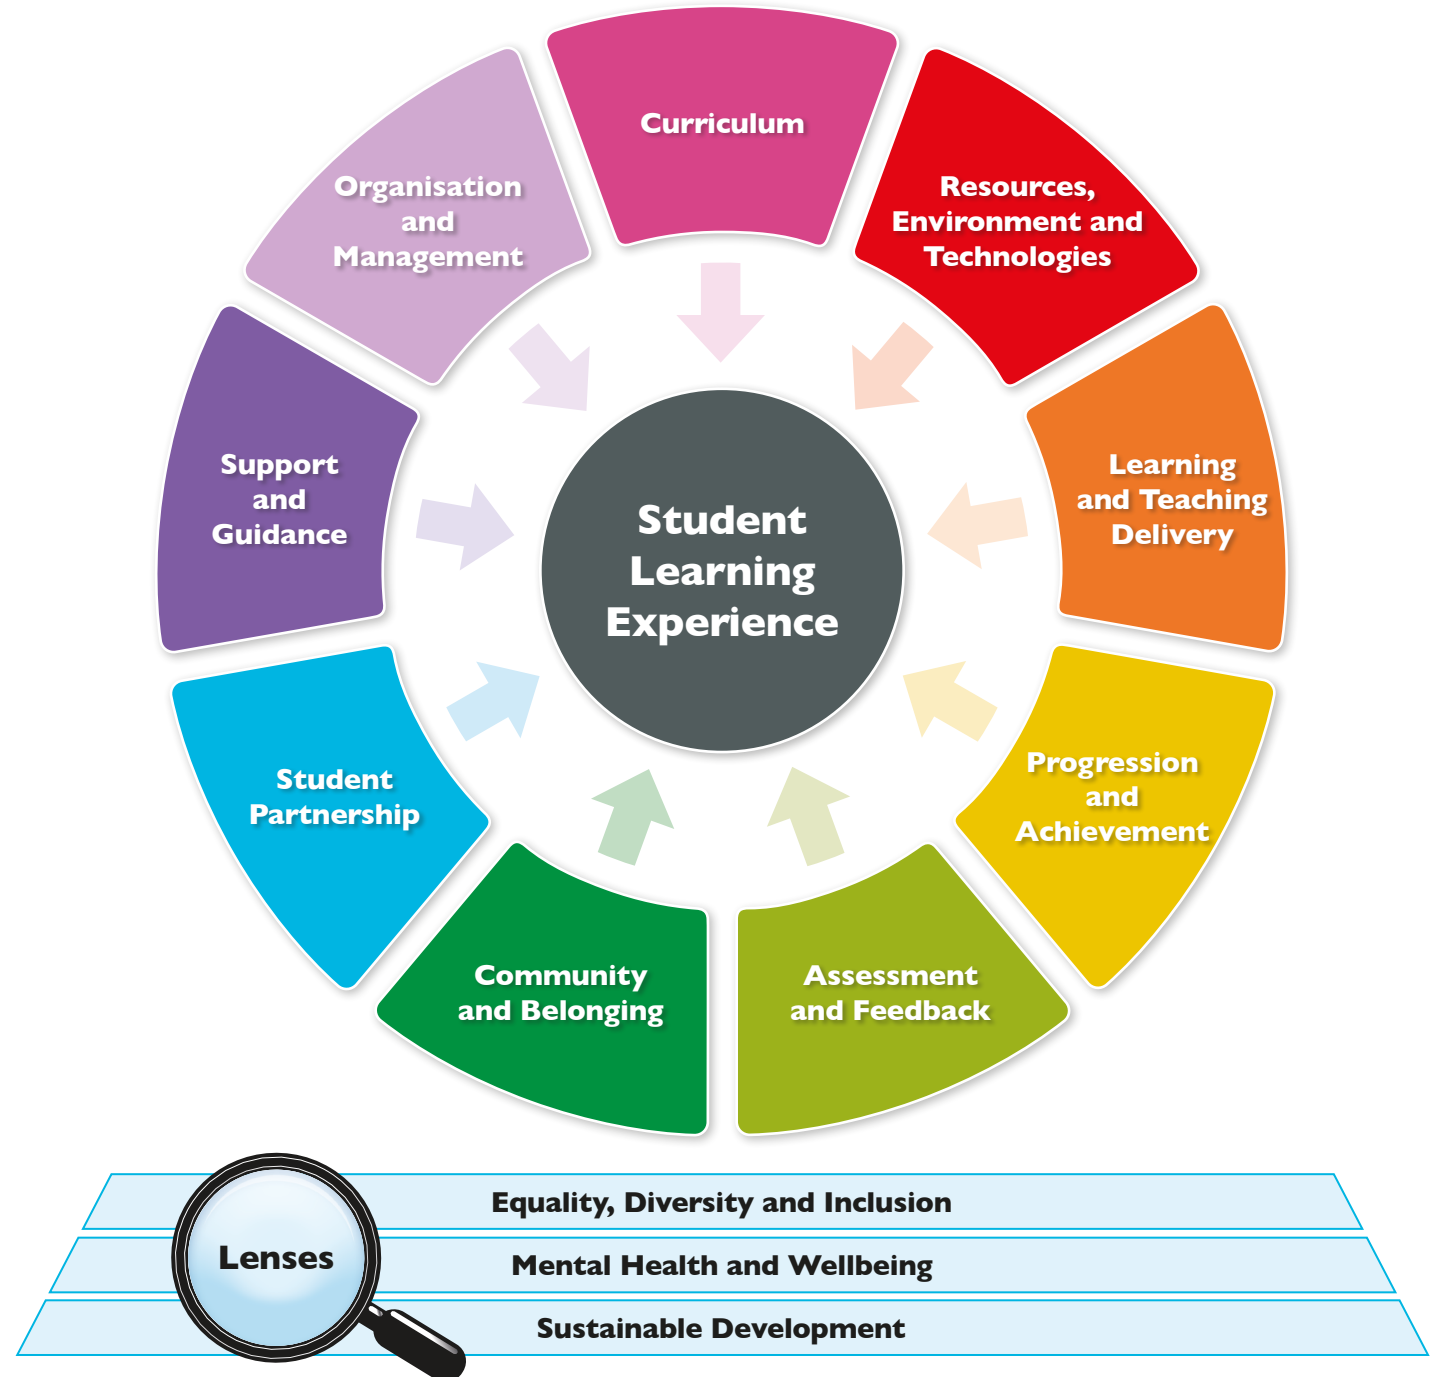 Curriculum
Resources,
Environment and
Technologies
Learning
and Teaching
Delivery
Progression
and
Achievement
Assessment
and Feedback
Community
and Belonging
Student
Partnership
Support
and
Guidance
Organisation
and
Management
Student
Learning
Experience
Lenses
Equality, Diversity and Inclusion
Mental Health and Wellbeing
Sustainable Development